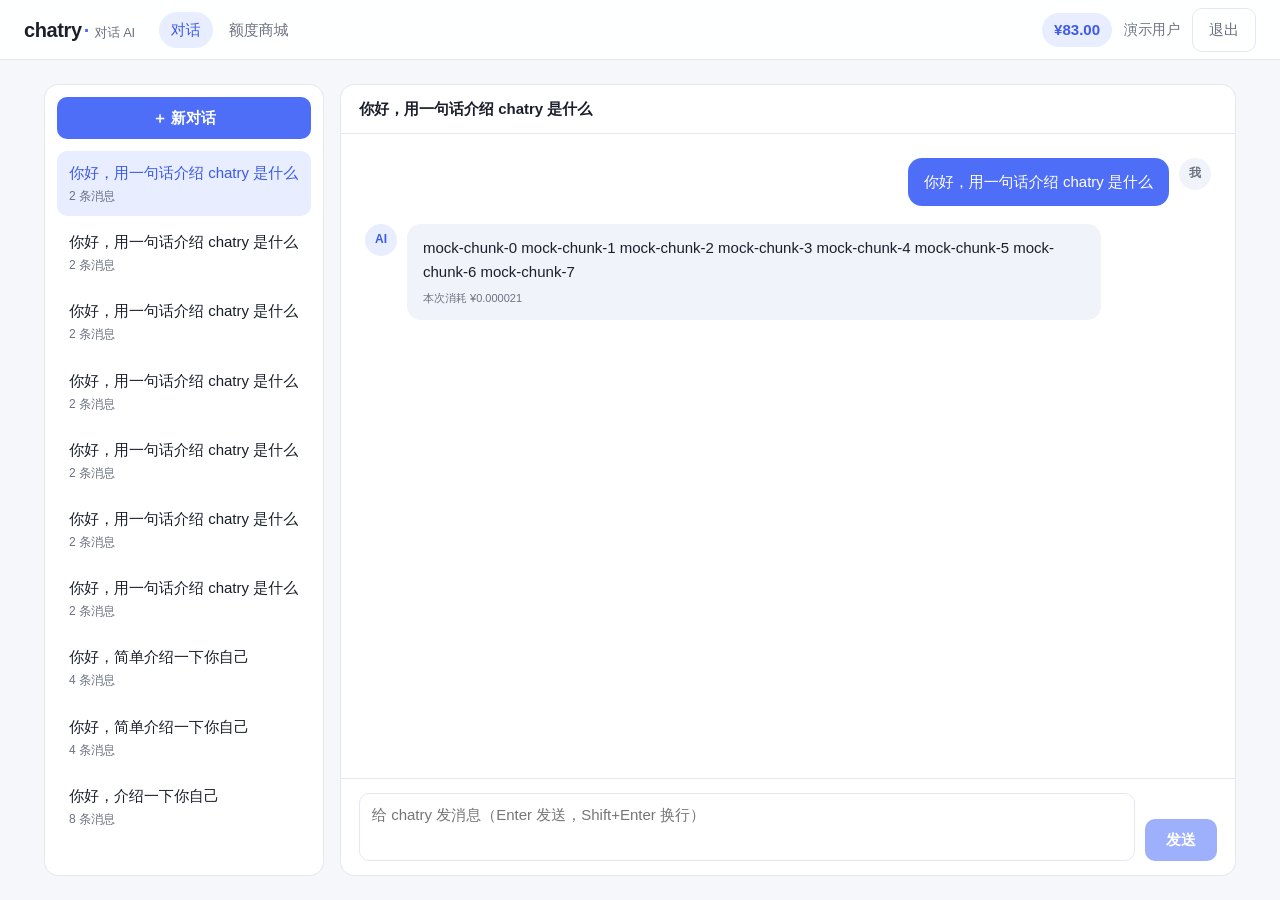 chatry · 对话 AI
对话
额度商城
¥83.00
演示用户
退出
+ 新对话
你好，用一句话介绍 chatry 是什么
2 条消息
你好，用一句话介绍 chatry 是什么
2 条消息
你好，用一句话介绍 chatry 是什么
2 条消息
你好，用一句话介绍 chatry 是什么
2 条消息
你好，用一句话介绍 chatry 是什么
2 条消息
你好，用一句话介绍 chatry 是什么
2 条消息
你好，用一句话介绍 chatry 是什么
2 条消息
你好，简单介绍一下你自己
4 条消息
你好，简单介绍一下你自己
4 条消息
你好，介绍一下你自己
8 条消息
你好，用一句话介绍 chatry 是什么
你好，用一句话介绍 chatry 是什么
我
AI
mock-chunk-0 mock-chunk-1 mock-chunk-2 mock-chunk-3 mock-chunk-4 mock-chunk-5 mock-
chunk-6 mock-chunk-7
本次消耗 ¥0.000021
给 chatry 发消息（Enter 发送，Shift+Enter 换行）
发送